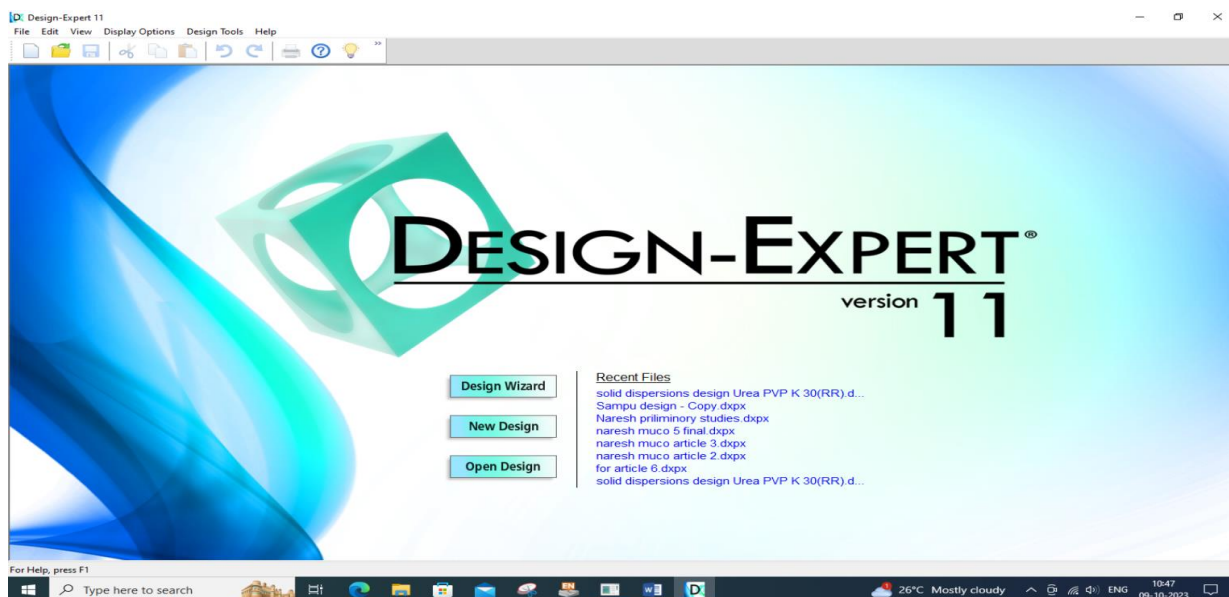 Design-Expert 11
File Edit View Display Options Design Tools Help
DESIGN-EXPERT®
version 11
Design Wizard
New Design
Open Design
Recent Files
solid dispersions design Urea PVP K 30(RR).d...
Sampu design - Copy.dxpx
Naresh priliminory studies.dxpx
naresh muco 5 final.dxpx
naresh muco article 3.dxpx
naresh muco article 2.dxpx
for article 6.dxpx
solid dispersions design Urea PVP K 30(RR).d...
For Help, press F1
Type here to search
26°C Mostly cloudy
ENG
10:47
09-10-2023